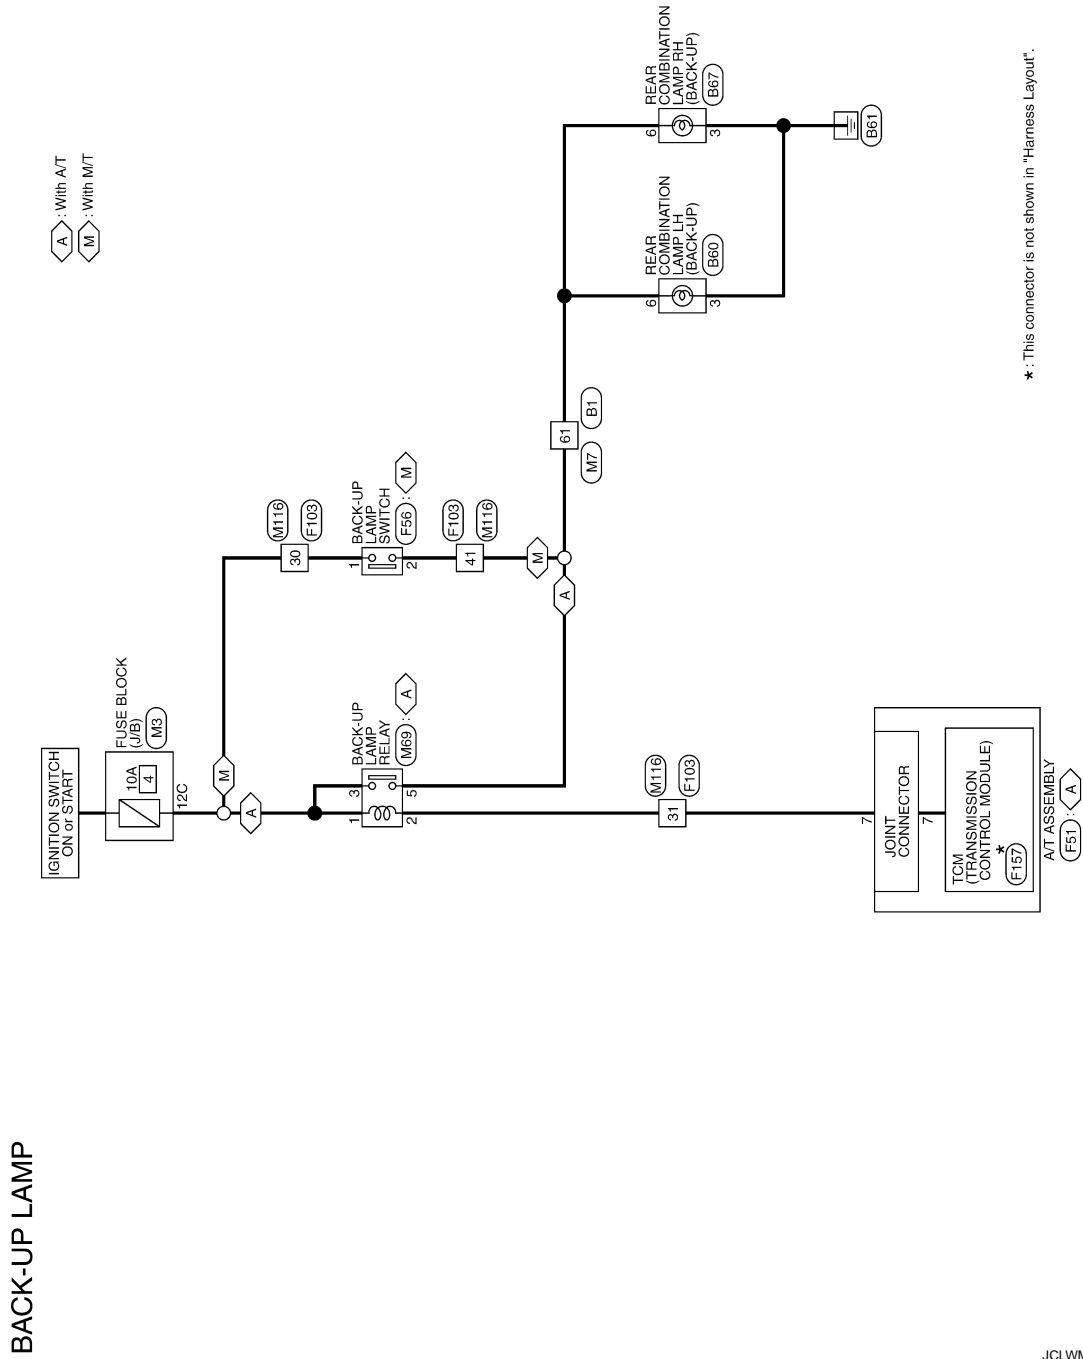 BACK-UP LAMP
IGNITION SWITCH
ON or START
FUSE BLOCK
(J/B)
M3
10A
4
12C
A : With A/T
M : With M/T
M
A
BACK-UP
LAMP
RELAY
M69 : A
1
3
2
5
M116
F103
30
BACK-UP
LAMP
SWITCH
F56 : M
1
2
F103
M116
41
M
A
61
M7
B1
REAR
COMBINATION
LAMP LH
(BACK-UP)
B60
6
3
REAR
COMBINATION
LAMP RH
(BACK-UP)
B67
6
3
B61
M116
F103
31
7
JOINT
CONNECTOR
7
TCM
(TRANSMISSION
CONTROL MODULE)
*
F157
A/T ASSEMBLY
F51 : A
* : This connector is not shown in "Harness Layout".
JCLWM